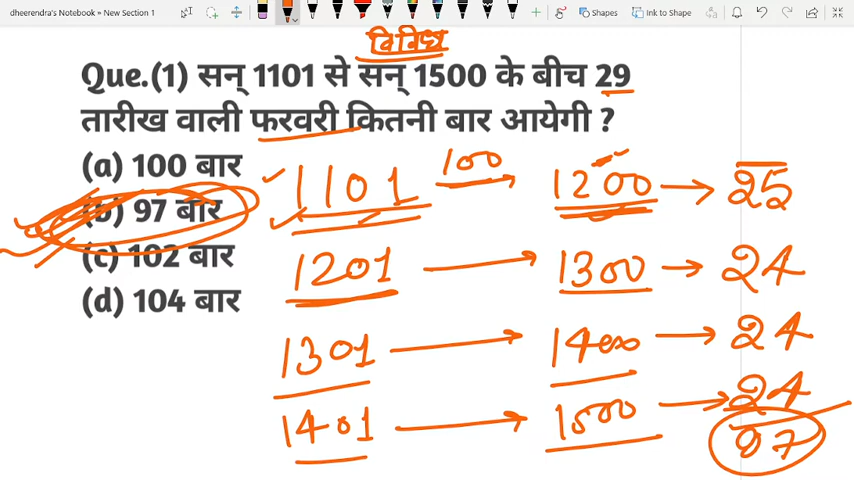 dheerendra's Notebook » New Section 1
Shapes
Ink to Shape
विविध
Que.(1) सन् 1101 से सन् 1500 के बीच 29
तारीख वाली फरवरी कितनी बार आयेगी ?
(a) 100 बार
(b) 97 बार
(c) 102 बार
(d) 104 बार
1101 100 1200 → 25
1201 → 1300 → 24
1301 → 1400 → 24
1401 → 1500 → 24
97